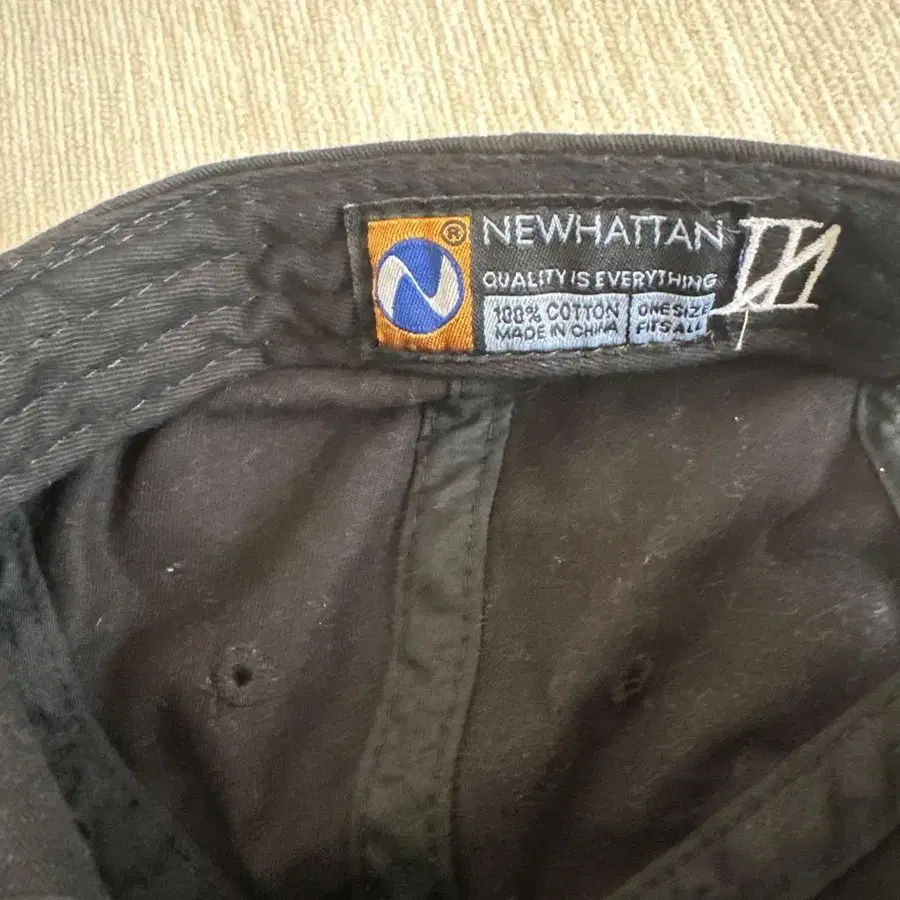 ®
NEWHATTAN
QUALITY IS EVERYTHING
100% COTTON
MADE IN CHINA
ONE SIZE
FITS ALL